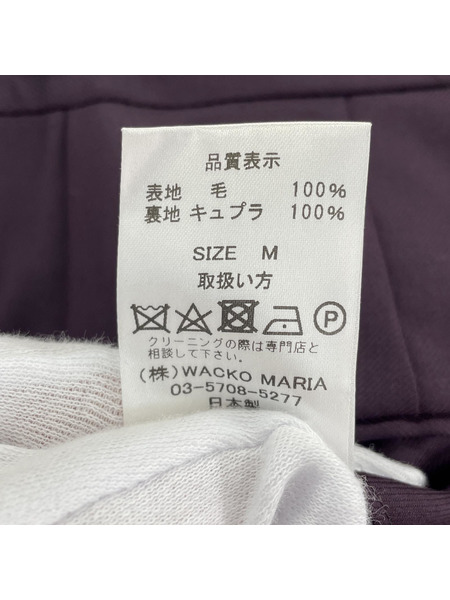 品質表示
表地 毛 100%
裏地 キュプラ 100%
SIZE M
取扱い方
P
クリーニングの際は専門店と
相談して下さい。
(株)WACKO MARIA
03-5708-5277
日本製